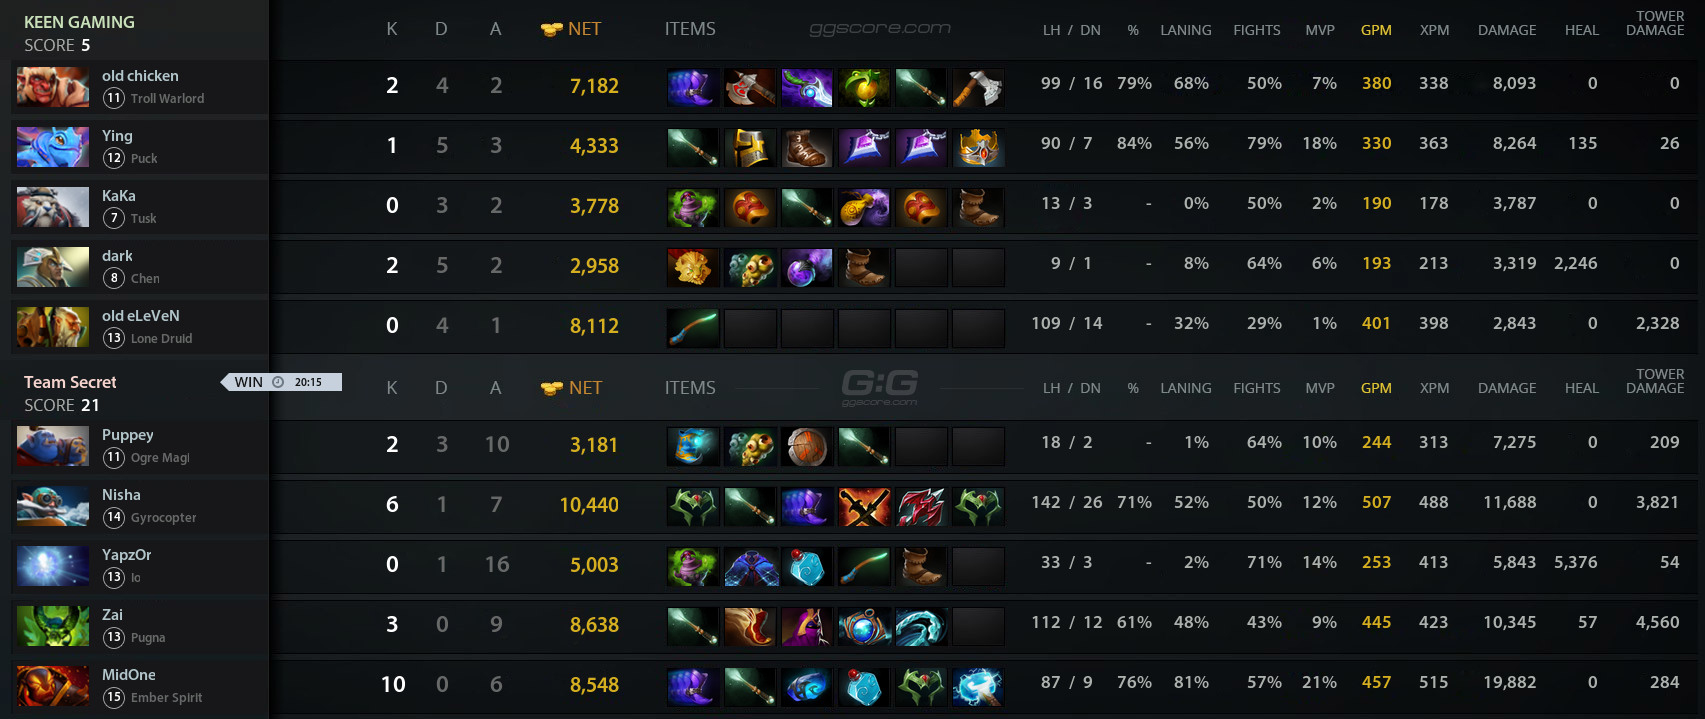 KEEN GAMING K D A NET ITEMS ggscore.com LH / DN % LANING FIGHTS MVP GPM XPM DAMAGE HEAL TOWER DAMAGE
SCORE 5
old chicken 2 4 2 7,182 99 / 16 79% 68% 50% 7% 380 338 8,093 0 0
11 Troll Warlord
Ying 1 5 3 4,333 90 / 7 84% 56% 79% 18% 330 363 8,264 135 26
12 Puck
KaKa 0 3 2 3,778 13 / 3 - 0% 50% 2% 190 178 3,787 0 0
7 Tusk
dark 2 5 2 2,958 9 / 1 - 8% 64% 6% 193 213 3,319 2,246 0
8 Chen
old eLeVeN 0 4 1 8,112 109 / 14 - 32% 29% 1% 401 398 2,843 0 2,328
13 Lone Druid
Team Secret WIN 20:15 K D A NET ITEMS G:G ggscore.com LH / DN % LANING FIGHTS MVP GPM XPM DAMAGE HEAL TOWER DAMAGE
SCORE 21
Puppey 2 3 10 3,181 18 / 2 - 1% 64% 10% 244 313 7,275 0 209
11 Ogre Magi
Nisha 6 1 7 10,440 142 / 26 71% 52% 50% 12% 507 488 11,688 0 3,821
14 Gyrocopter
YapzOr 0 1 16 5,003 33 / 3 - 2% 71% 14% 253 413 5,843 5,376 54
13 Io
Zai 3 0 9 8,638 112 / 12 61% 48% 43% 9% 445 423 10,345 57 4,560
13 Pugna
MidOne 10 0 6 8,548 87 / 9 76% 81% 57% 21% 457 515 19,882 0 284
15 Ember Spirit